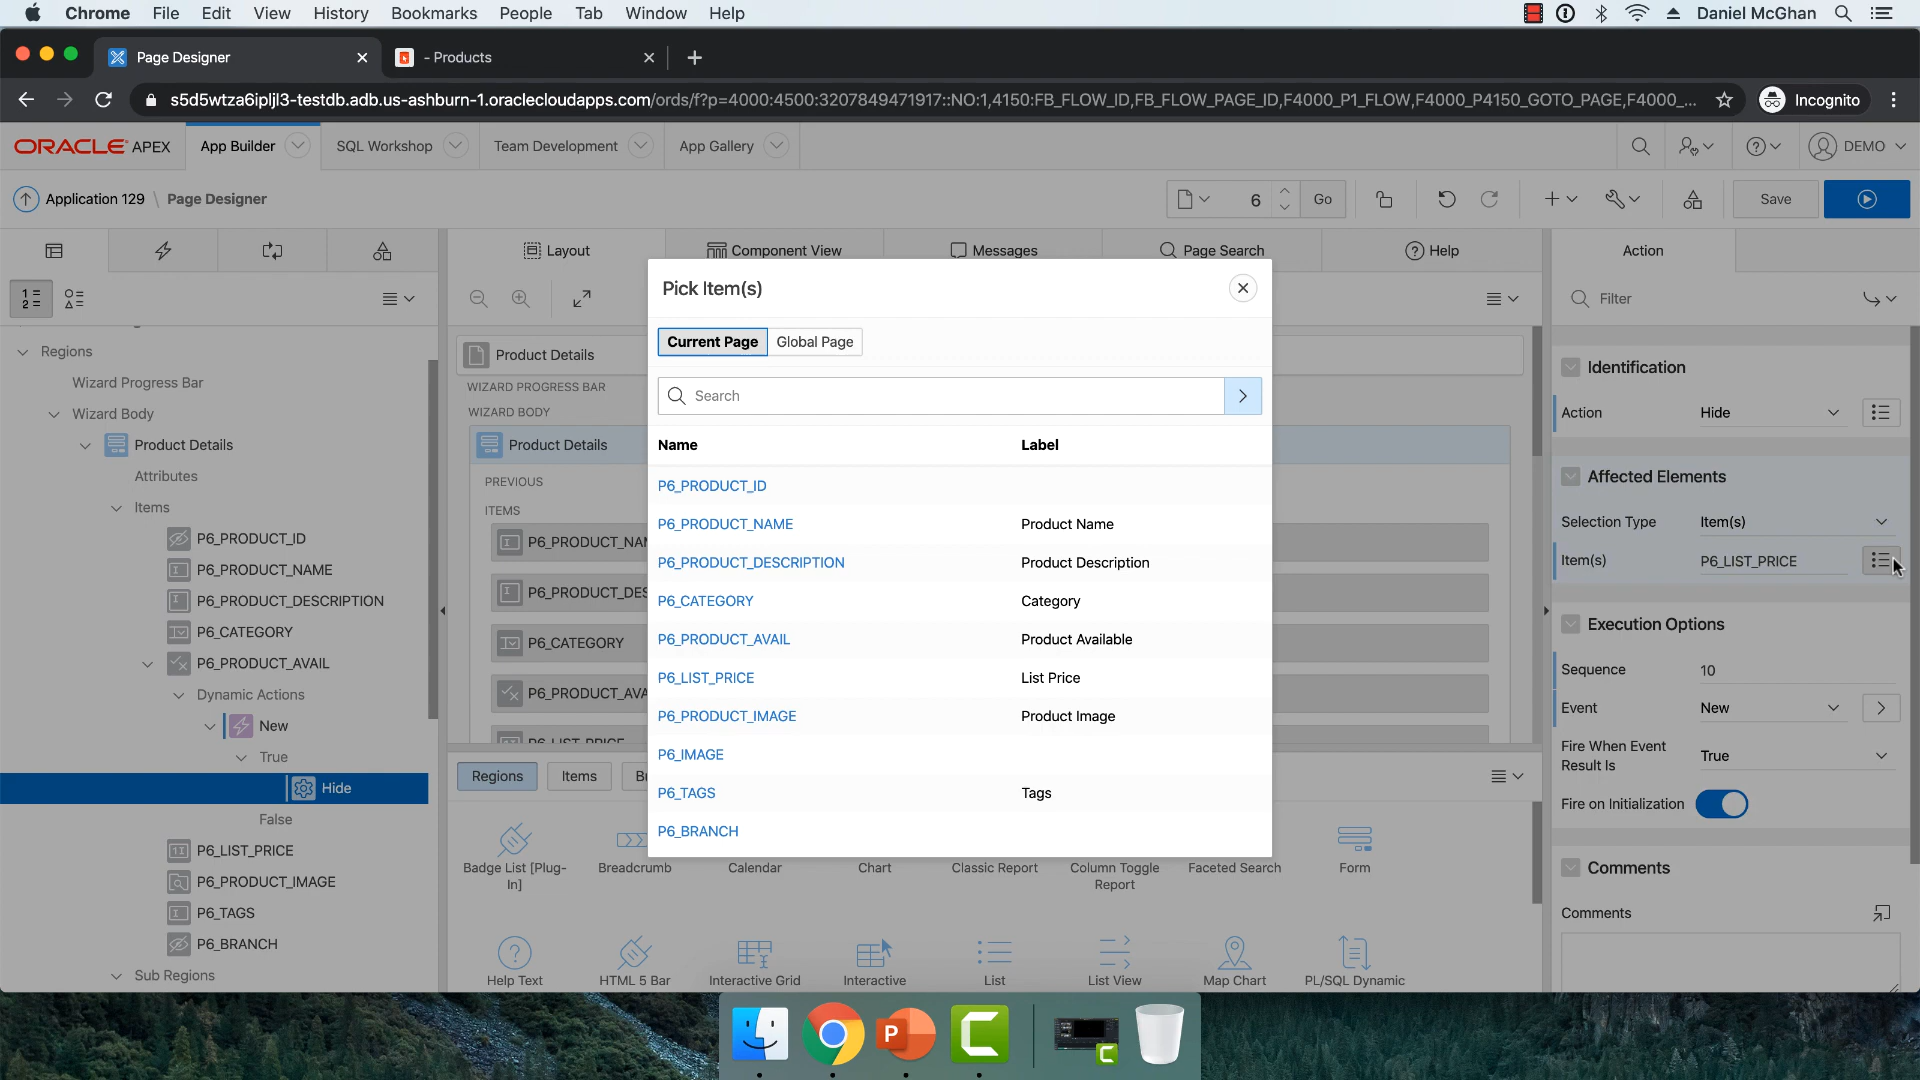 Chrome File Edit View History Bookmarks People Tab Window Help Daniel McGhan
Page Designer - Products
s5d5wtza6ipljl3-testdb.adb.us-ashburn-1.oraclecloudapps.com/ords/f?p=4000:4500:3207849471917::NO:1,4150:FB_FLOW_ID,FB_FLOW_PAGE_ID,F4000_P1_FLOW,F4000_P4150_GOTO_PAGE,F4000_... Incognito
ORACLE APEX App Builder SQL Workshop Team Development App Gallery DEMO
Application 129 \ Page Designer 6 Go Save
Layout Component View Messages Page Search Help Action
Filter
Regions
Wizard Progress Bar
Wizard Body
Product Details
Attributes
Items
P6_PRODUCT_ID
P6_PRODUCT_NAME
P6_PRODUCT_DESCRIPTION
P6_CATEGORY
P6_PRODUCT_AVAIL
Dynamic Actions
New
True
Hide
False
P6_LIST_PRICE
P6_PRODUCT_IMAGE
P6_TAGS
P6_BRANCH
Sub Regions
Product Details
WIZARD PROGRESS BAR
WIZARD BODY
Product Details
PREVIOUS
ITEMS
P6_PRODUCT_NA
P6_PRODUCT_DES
P6_CATEGORY
P6_PRODUCT_AVA
P6_LIST_PRICE
Pick Item(s)
Current Page Global Page
Search
Name Label
P6_PRODUCT_ID
P6_PRODUCT_NAME Product Name
P6_PRODUCT_DESCRIPTION Product Description
P6_CATEGORY Category
P6_PRODUCT_AVAIL Product Available
P6_LIST_PRICE List Price
P6_PRODUCT_IMAGE Product Image
P6_IMAGE
P6_TAGS Tags
P6_BRANCH
Regions Items B
Badge List [Plug-In] Breadcrumb Calendar Chart Classic Report Column Toggle Report Faceted Search Form
Help Text HTML 5 Bar Interactive Grid Interactive List List View Map Chart PL/SQL Dynamic
Identification
Action Hide
Affected Elements
Selection Type Item(s)
Item(s) P6_LIST_PRICE
Execution Options
Sequence 10
Event New
Fire When Event Result Is True
Fire on Initialization
Comments
Comments